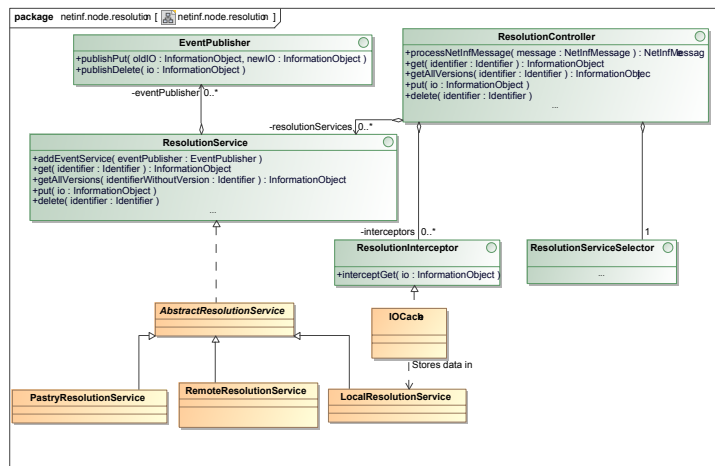 package netinf.node.resolution [ netinf.node.resolution ]
EventPublisher
+publishPut( oldIO : InformationObject, newIO : InformationObject )
+publishDelete( io : InformationObject )
ResolutionController
+processNetInfMessage( message : NetInfMessage ) : NetInfMessag
+get( identifier : Identifier ) : InformationObject
+getAllVersions( identifier : Identifier ) : InformationObjec
+put( io : InformationObject )
+delete( identifier : Identifier )
...
-eventPublisher 0..*
-resolutionServices 0..*
ResolutionService
+addEventService( eventPublisher : EventPublisher )
+get( identifier : Identifier ) : InformationObject
+getAllVersions( identifierWithoutVersion : Identifier ) : InformationObject
+put( io : InformationObject )
+delete( identifier : Identifier )
...
-interceptors 0..*
1
ResolutionInterceptor
+interceptGet( io : InformationObject )
ResolutionServiceSelector
...
AbstractResolutionService
IOCache
Stores data in
PastryResolutionService
RemoteResolutionService
LocalResolutionService